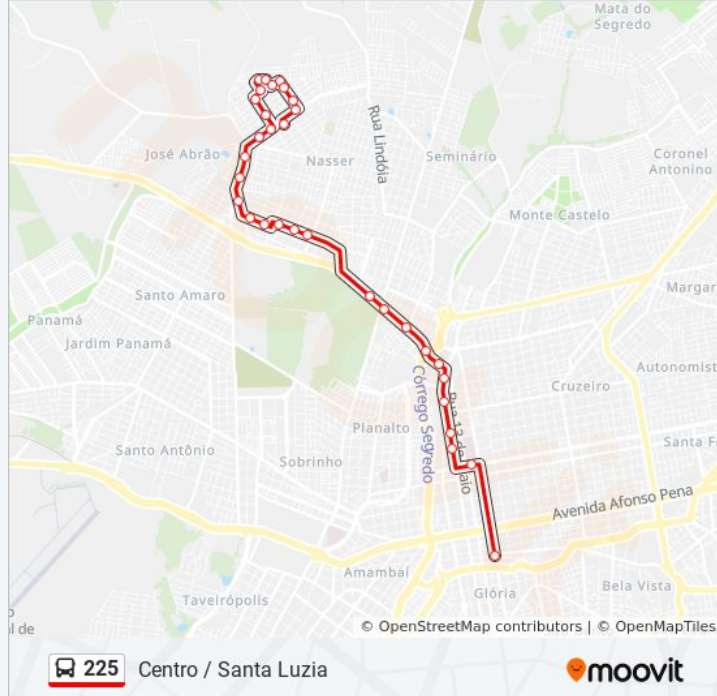 Mata do
Segredo
José Abrão
Nasser
Rua Lindóia
Seminário
Coronel
Antonino
Monte Castelo
Santo Amaro
Panamá
Jardim Panamá
Margar
Autonomist
Cruzeiro
Córrego Segredo
Planalto
Santo Antônio
Sobrinho
Santa Fe
Avenida Afonso Pena
Amambaí
Taveirópolis
Glória
Bela Vista
l de
© OpenStreetMap contributors | © OpenMapTiles
225 Centro / Santa Luzia
moovit